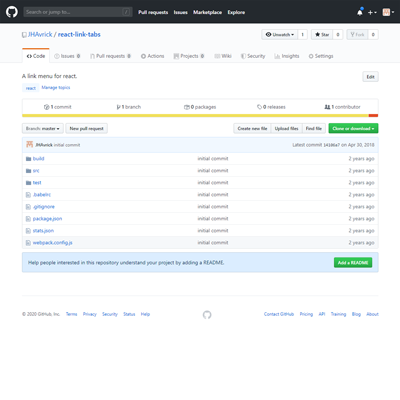 Search or jump to...
Pull requests Issues Marketplace Explore
JHAvrick / react-link-tabs
Unwatch 1 Star 0 Fork 0
Code Issues 0 Pull requests 0 Actions Projects 0 Wiki Security Insights Settings
A link menu for react.
Edit
react Manage topics
1 commit 1 branch 0 packages 0 releases 1 contributor
Branch: master New pull request Create new file Upload files Find file Clone or download
JHAvrick initial commit Latest commit on Apr 30, 2018
build initial commit 2 years ago
src initial commit 2 years ago
test initial commit 2 years ago
.babelrc initial commit 2 years ago
.gitignore initial commit 2 years ago
package.json initial commit 2 years ago
stats.json initial commit 2 years ago
webpack.config.js initial commit 2 years ago
Help people interested in this repository understand your project by adding a README.
Add a README
© 2020 GitHub, Inc. Terms Privacy Security Status Help Contact GitHub Pricing API Training Blog About